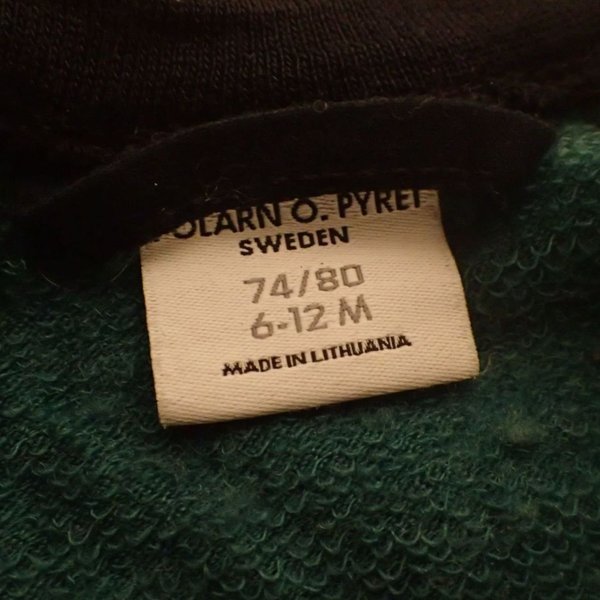 POLARN O. PYRET
SWEDEN
74/80
6-12 M
MADE IN LITHUANIA